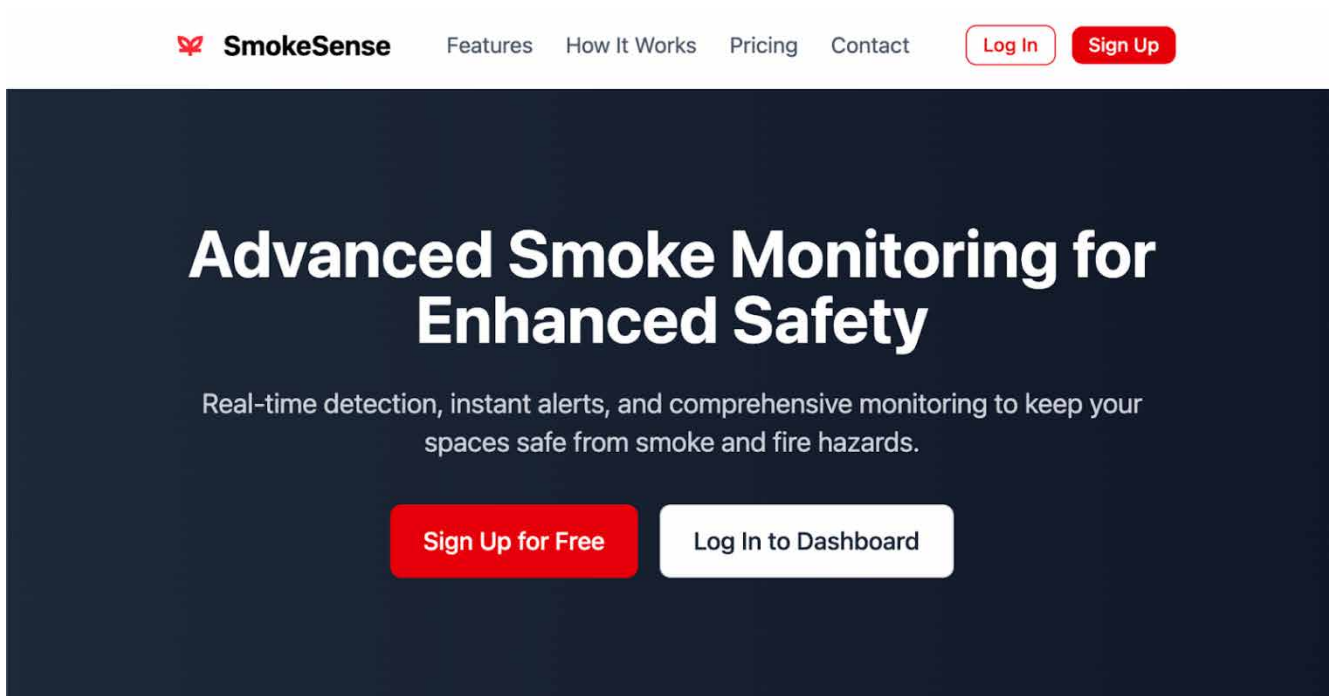 SmokeSense Features How It Works Pricing Contact Log In Sign Up
Advanced Smoke Monitoring for
Enhanced Safety
Real-time detection, instant alerts, and comprehensive monitoring to keep your
spaces safe from smoke and fire hazards.
Sign Up for Free Log In to Dashboard